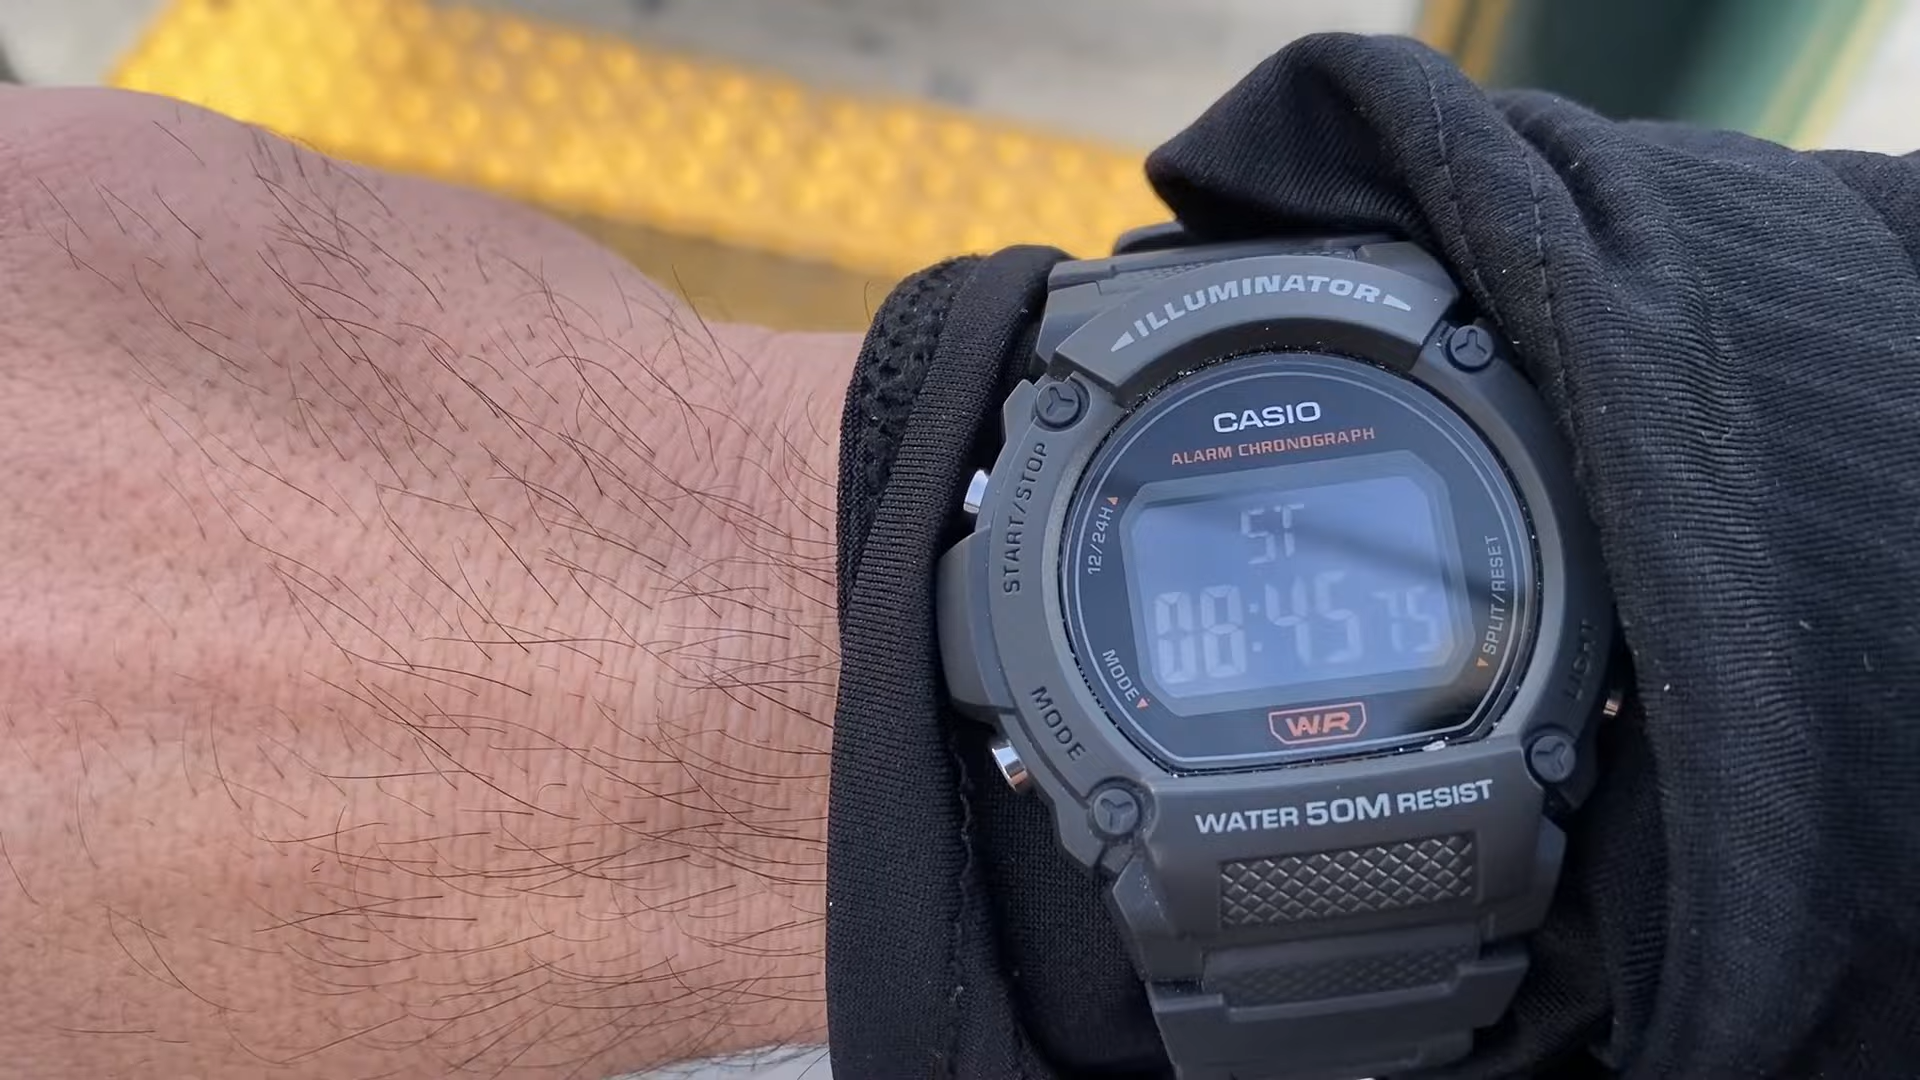 ILLUMINATOR
CASIO
ALARM CHRONOGRAPH
START/STOP
12/24H
ST
08:45 75
SPLIT/RESET
LIGHT
MODE
MODE
WR
WATER 50M RESIST